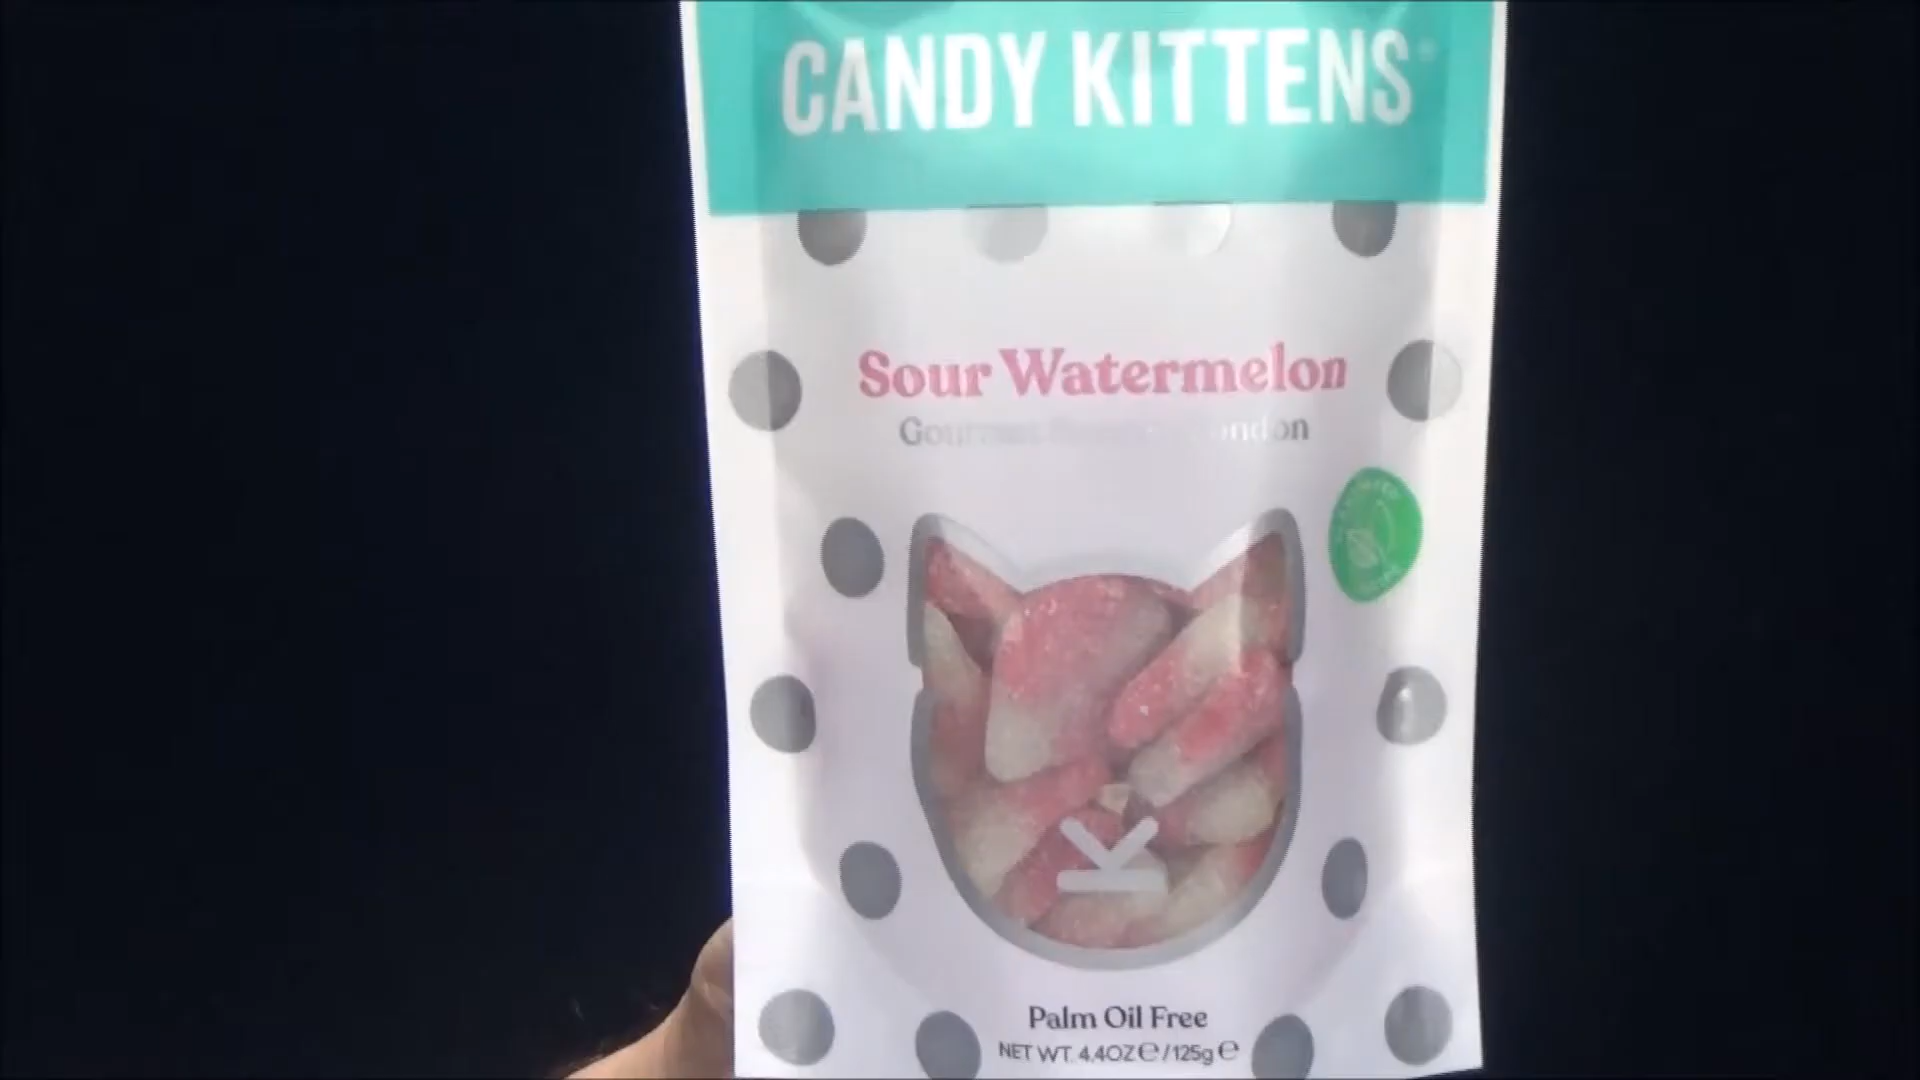 CANDY KITTENS®
Sour Watermelon
K
Palm Oil Free
NET WT. 4.4OZ℮/125g℮